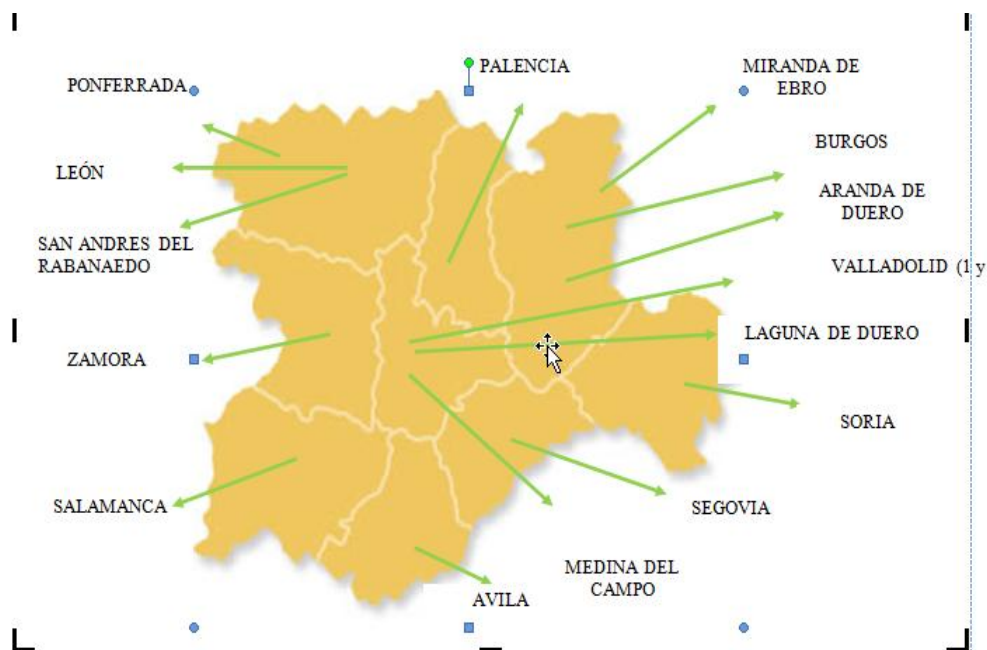 PALENCIA
MIRANDA DE
EBRO
PONFERRADA
BURGOS
LEÓN
ARANDA DE
DUERO
SAN ANDRES DEL
RABANAEDO
VALLADOLID (1 y
LAGUNA DE DUERO
ZAMORA
SORIA
SALAMANCA
SEGOVIA
MEDINA DEL
CAMPO
AVILA